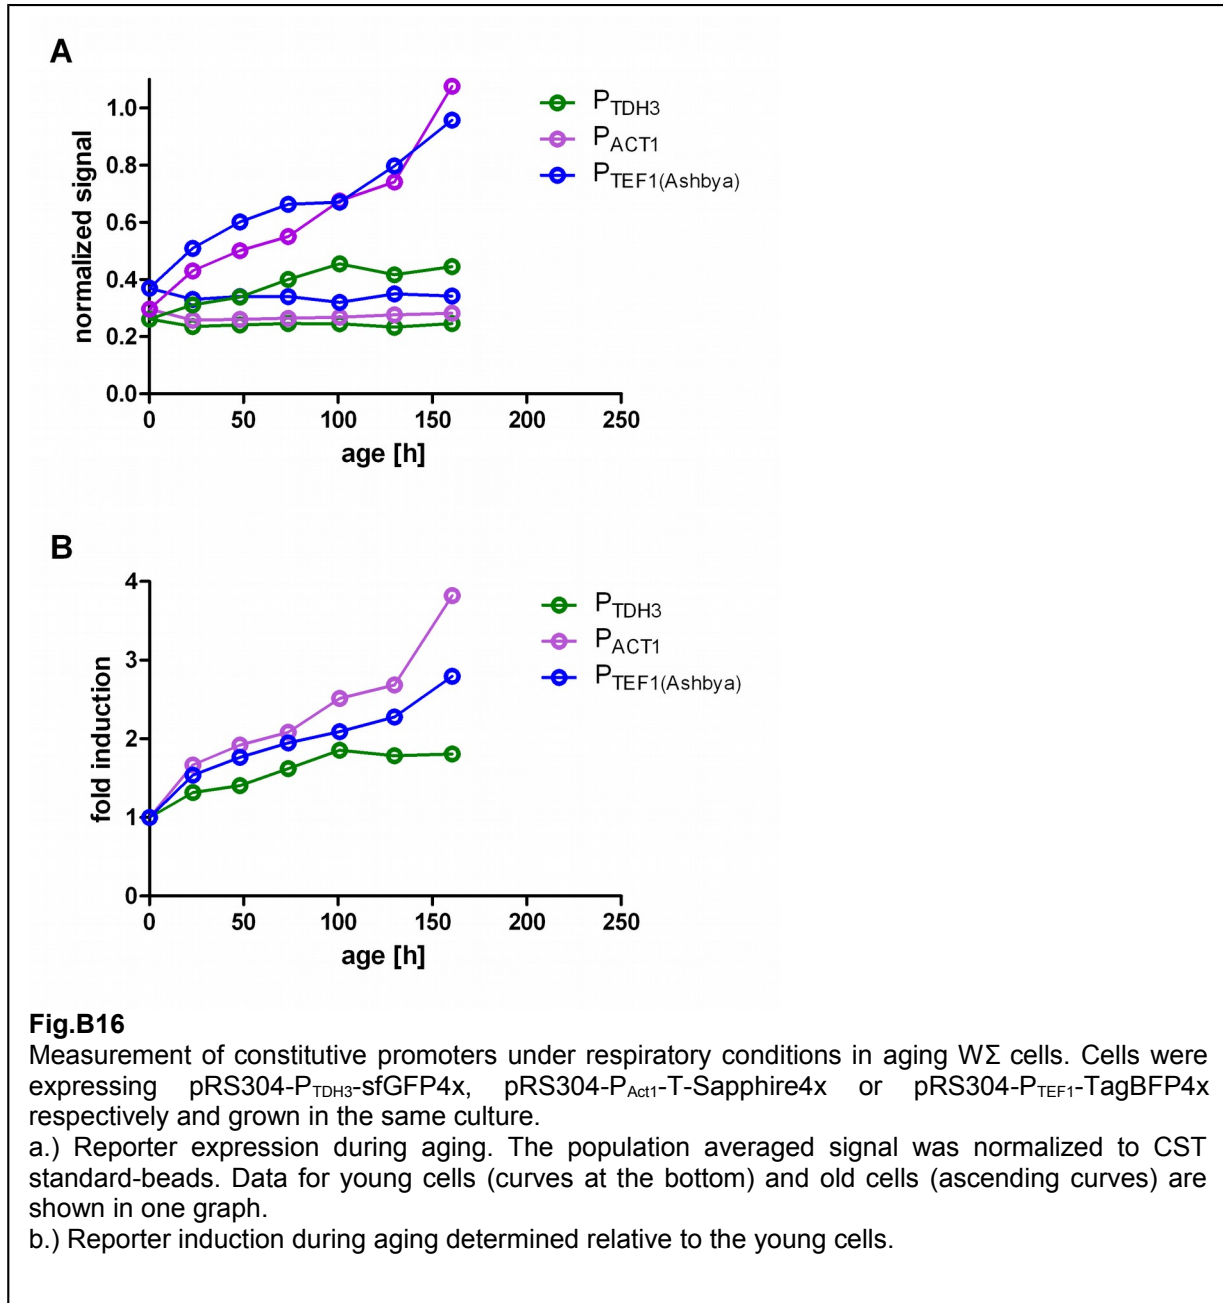 A
normalized signal
1.0
0.8
0.6
0.4
0.2
0.0
0 50 100 150 200 250
age [h]
PTDH3
PACT1
PTEF1(Ashbya)
B
fold induction
4
3
2
1
0
0 50 100 150 200 250
age [h]
PTDH3
PACT1
PTEF1(Ashbya)
Fig.B16
Measurement of constitutive promoters under respiratory conditions in aging WΣ cells. Cells were
expressing pRS304-PTDH3-sfGFP4x, pRS304-PAct1-T-Sapphire4x or pRS304-PTEF1-TagBFP4x
respectively and grown in the same culture.
a.) Reporter expression during aging. The population averaged signal was normalized to CST
standard-beads. Data for young cells (curves at the bottom) and old cells (ascending curves) are
shown in one graph.
b.) Reporter induction during aging determined relative to the young cells.